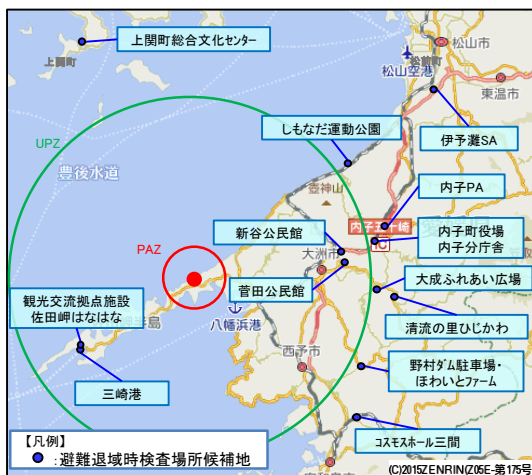 上関町総合文化センター
上関町
松山市
松前町
松山空港
東温市
しもなだ運動公園
伊予灘SA
UPZ
豊後水道
壺神山
内子PA
内子五十崎
IC
新谷公民館
内子町役場
内子分庁舎
PAZ
大洲市
菅田公民館
大成ふれあい広場
観光交流拠点施設
佐田岬はなはな
半島
八幡浜港
清流の里ひじかわ
西予市
野村ダム駐車場・
ほわいとファーム
三崎港
コスモスホール三間
【凡例】
:避難退域時検査場所候補地
(C)2015ZENRIN(Z05E-第175号)